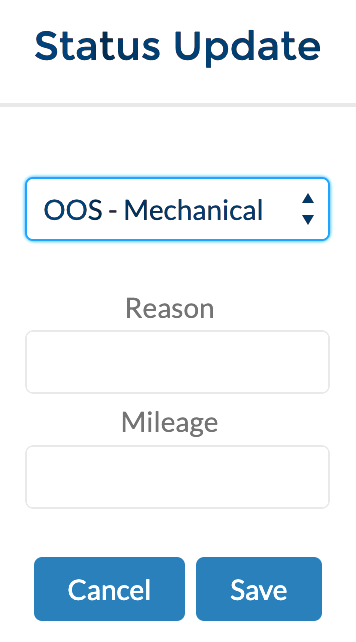 Status Update
OOS - Mechanical
Reason
Mileage
Cancel Save